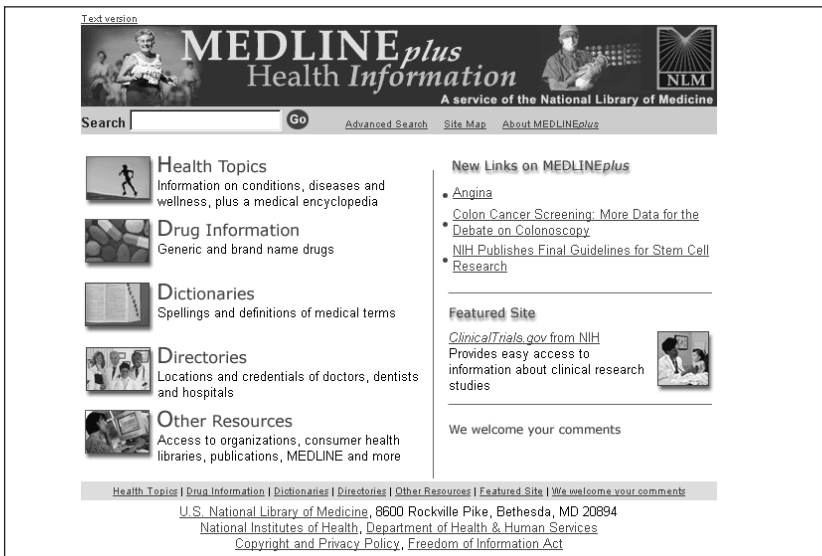 Text version
MEDLINEplus
Health Information
NLM
A service of the National Library of Medicine
Search Go Advanced Search Site Map About MEDLINEplus
Health Topics
Information on conditions, diseases and
wellness, plus a medical encyclopedia
Drug Information
Generic and brand name drugs
Dictionaries
Spellings and definitions of medical terms
Directories
Locations and credentials of doctors, dentists
and hospitals
Other Resources
Access to organizations, consumer health
libraries, publications, MEDLINE and more
New Links on MEDLINEplus
Angina
Colon Cancer Screening: More Data for the
Debate on Colonoscopy
NIH Publishes Final Guidelines for Stem Cell
Research
Featured Site
ClinicalTrials.gov from NIH
Provides easy access to
information about clinical research
studies
We welcome your comments
Health Topics | Drug Information | Dictionaries | Directories | Other Resources | Featured Site | We welcome your comments
U.S. National Library of Medicine, 8600 Rockville Pike, Bethesda, MD 20894
National Institutes of Health, Department of Health & Human Services
Copyright and Privacy Policy, Freedom of Information Act